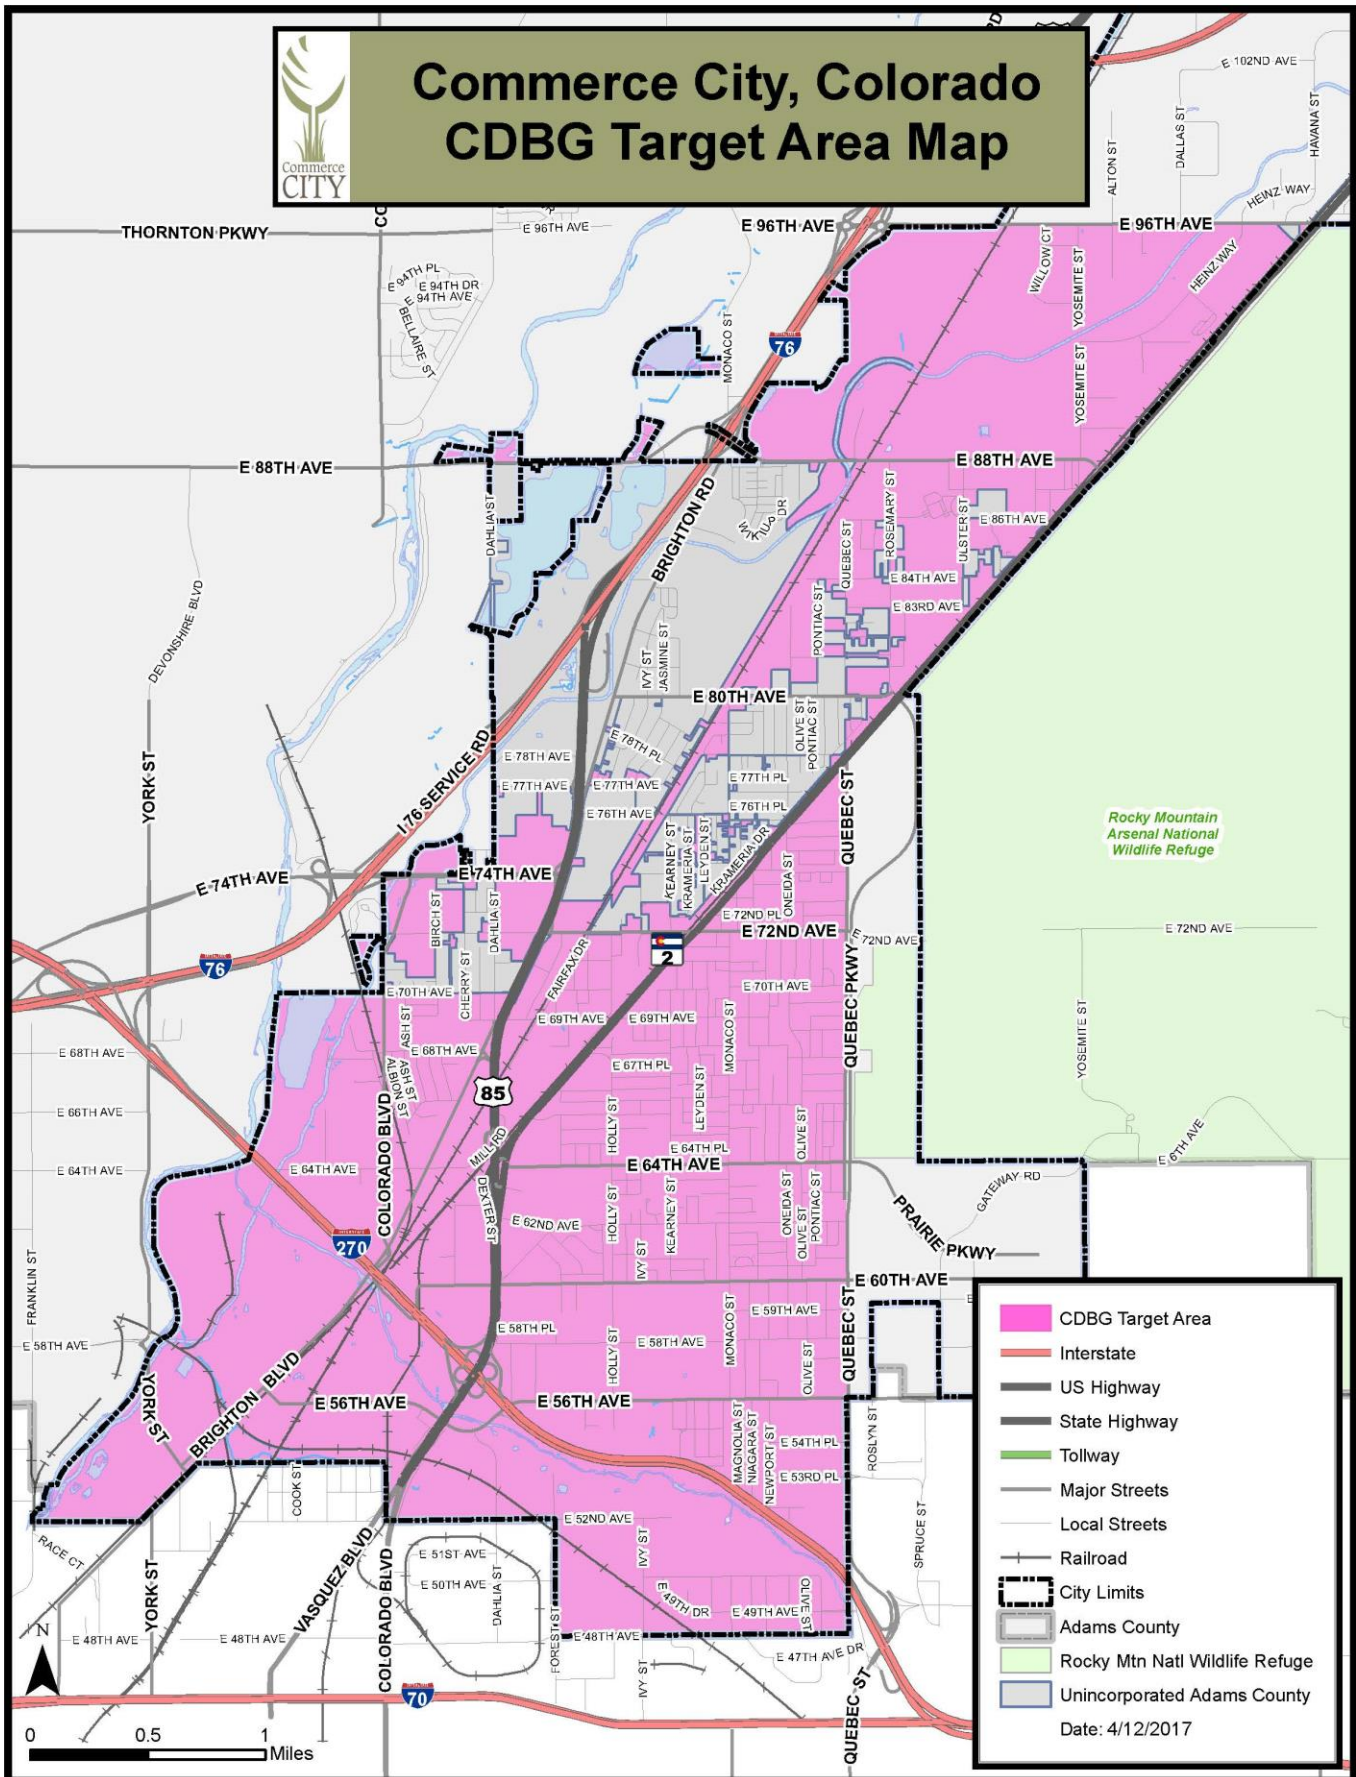 Commerce City, Colorado
CDBG Target Area Map
Commerce
CITY
E 102ND AVE
ALTON ST
DALLAS ST
HAVANA ST
HEINZ WAY
THORNTON PKWY
E 96TH AVE
E 96TH AVE
E 96TH AVE
E 94TH PL
E 94TH DR
E 94TH AVE
BELLAIRE ST
WILLOW CT
YOSEMITE ST
HEINZ WAY
MONACO ST
76
YOSEMITE ST
E 88TH AVE
E 88TH AVE
DAHLIA ST
BRIGHTON RD
WIKIUP DR
QUEBEC ST
ROSEMARY ST
ULSTER ST
E 86TH AVE
E 84TH AVE
E 83RD AVE
PONTIAC ST
DEVONSHIRE BLVD
IVY ST
JASMINE ST
E 80TH AVE
OLIVE ST
PONTIAC ST
YORK ST
I 76 SERVICE RD
E 78TH AVE
E 78TH PL
E 77TH AVE
E 77TH AVE
E 77TH PL
E 76TH AVE
E 76TH PL
KEARNEY ST
KRAMERIA ST
LEYDEN ST
KRAMERIA DR
QUEBEC ST
ONEIDA ST
Rocky Mountain
Arsenal National
Wildlife Refuge
E 74TH AVE
E 74TH AVE
BIRCH ST
DAHLIA ST
CHERRY ST
E 72ND PL
E 72ND AVE
E 72ND AVE
E 72ND AVE
2
76
FAIRFAX DR
E 70TH AVE
E 70TH AVE
QUEBEC PKWY
ASH ST
E 69TH AVE
E 69TH AVE
MONACO ST
E 68TH AVE
E 68TH AVE
ASH ST
ALBION ST
E 67TH PL
YOSEMITE ST
85
LEYDEN ST
E 66TH AVE
COLORADO BLVD
HOLLY ST
OLIVE ST
MILL RD
E 64TH PL
E 64TH AVE
E 64TH AVE
E 64TH AVE
E 6TH AVE
GATEWAY RD
DEXTER ST
HOLLY ST
KEARNEY ST
ONEIDA ST
OLIVE ST
PONTIAC ST
E 62ND AVE
IVY ST
PRAIRIE PKWY
270
FRANKLIN ST
E 60TH AVE
E 59TH AVE
MONACO ST
E 58TH PL
E 58TH AVE
E 58TH AVE
HOLLY ST
OLIVE ST
QUEBEC ST
YORK ST
BRIGHTON BLVD
E 56TH AVE
E 56TH AVE
MAGNOLIA ST
NIAGARA ST
NEWPORT ST
E 54TH PL
E 53RD PL
ROSLYN ST
COOK ST
E 52ND AVE
SPRUCE ST
RACE CT
YORK ST
VASQUEZ BLVD
COLORADO BLVD
E 51ST AVE
E 50TH AVE
DAHLIA ST
FOREST ST
IVY ST
E 49TH DR
E 49TH AVE
OLIVE ST
E 48TH AVE
E 48TH AVE
E 48TH AVE
E 47TH AVE DR
IVY ST
QUEBEC ST
70
N
0 0.5 1
Miles
CDBG Target Area
Interstate
US Highway
State Highway
Tollway
Major Streets
Local Streets
Railroad
City Limits
Adams County
Rocky Mtn Natl Wildlife Refuge
Unincorporated Adams County
Date: 4/12/2017